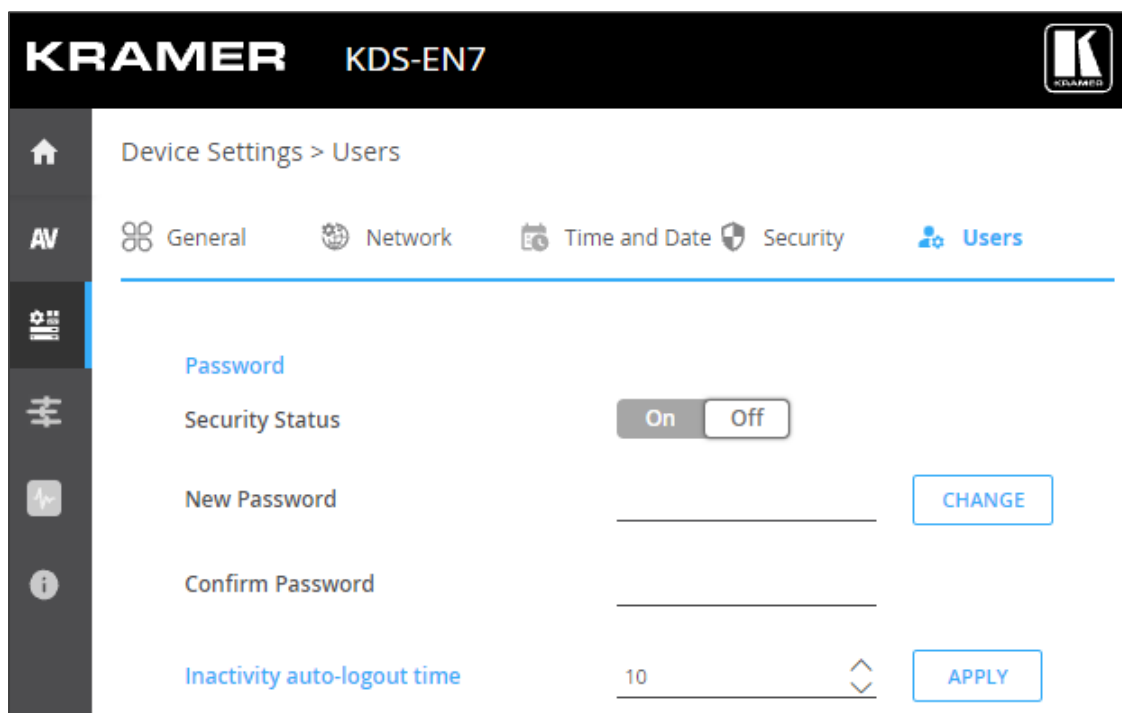 KRAMER KDS-EN7
KRAMER
Device Settings > Users
AV
General Network Time and Date Security Users
Password
Security Status On Off
New Password CHANGE
Confirm Password
Inactivity auto-logout time 10 APPLY